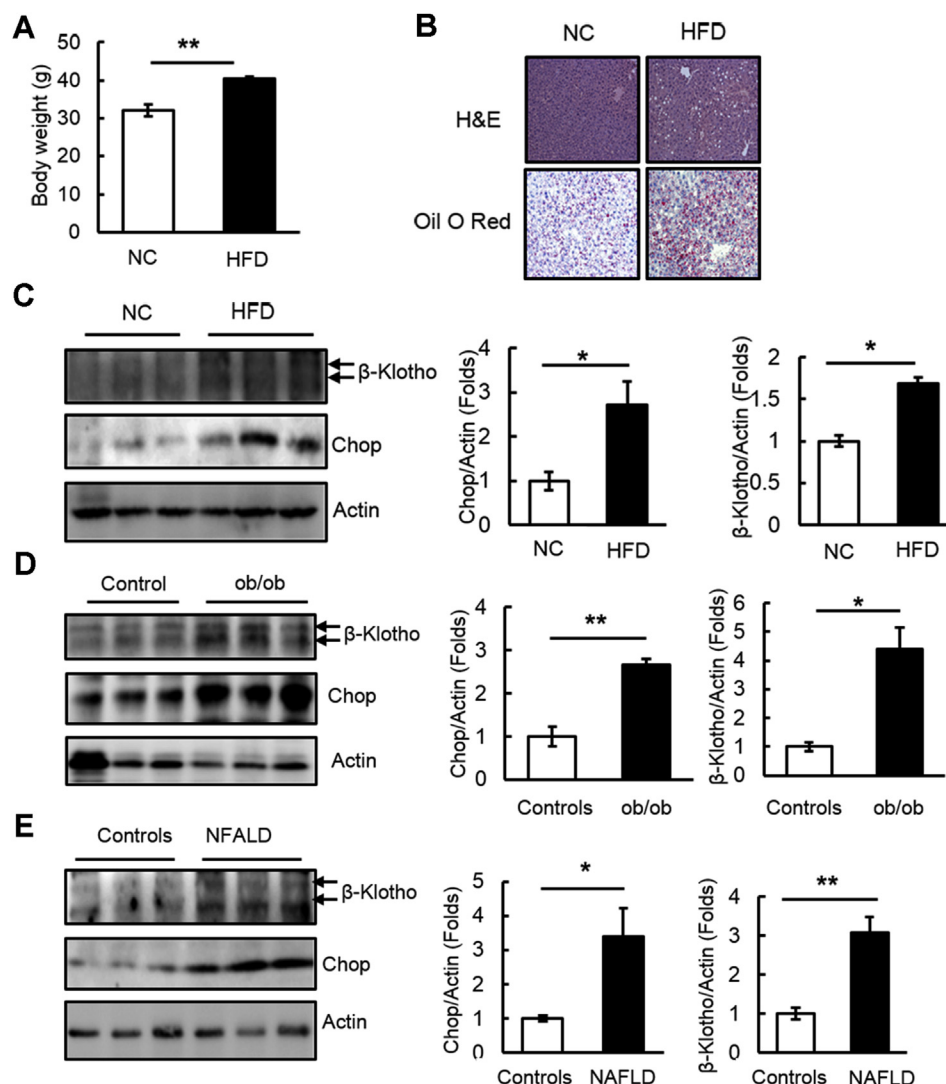 A
Body weight (g)
50
40
30
20
10
0
**
NC
HFD
B
NC
HFD
H&E
Oil O Red
C
NC
HFD
β-Klotho
Chop
Actin
Chop/Actin (Folds)
4
3
2
1
0
*
NC
HFD
β-Klotho/Actin (Folds)
2
1.5
1
0.5
0
*
NC
HFD
D
Control
ob/ob
β-Klotho
Chop
Actin
Chop/Actin (Folds)
4
3
2
1
0
**
Controls
ob/ob
β-Klotho/Actin (Folds)
6
5
4
3
2
1
0
*
Controls
ob/ob
E
Controls
NFALD
β-Klotho
Chop
Actin
Chop/Actin (Folds)
5
4
3
2
1
0
*
Controls
NAFLD
β-Klotho/Actin (Folds)
4
3
2
1
0
**
Controls
NAFLD